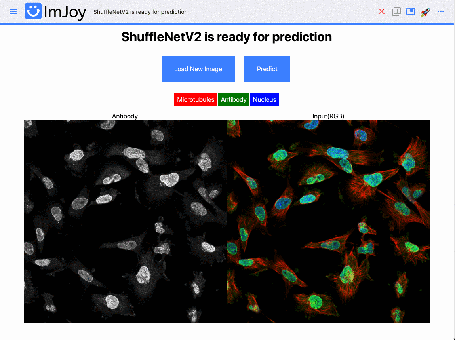 ImJoy
ShuffleNetV2 is ready for prediction
ShuffleNetV2 is ready for prediction
Load New Image Predict
Microtubules Antibody Nucleus
Antibody Input(RGB)